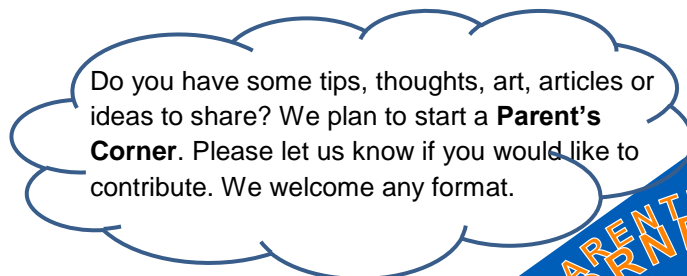 Do you have some tips, thoughts, art, articles or
ideas to share? We plan to start a Parent's
Corner. Please let us know if you would like to
contribute. We welcome any format.